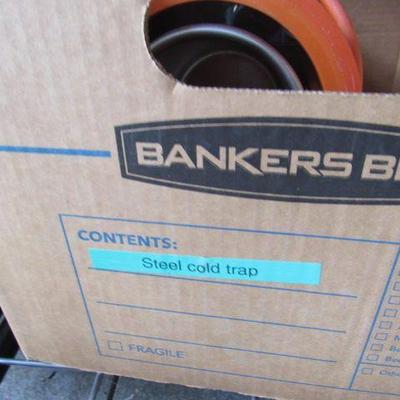 BANKERS B
CONTENTS:
Steel cold trap
FRAGILE